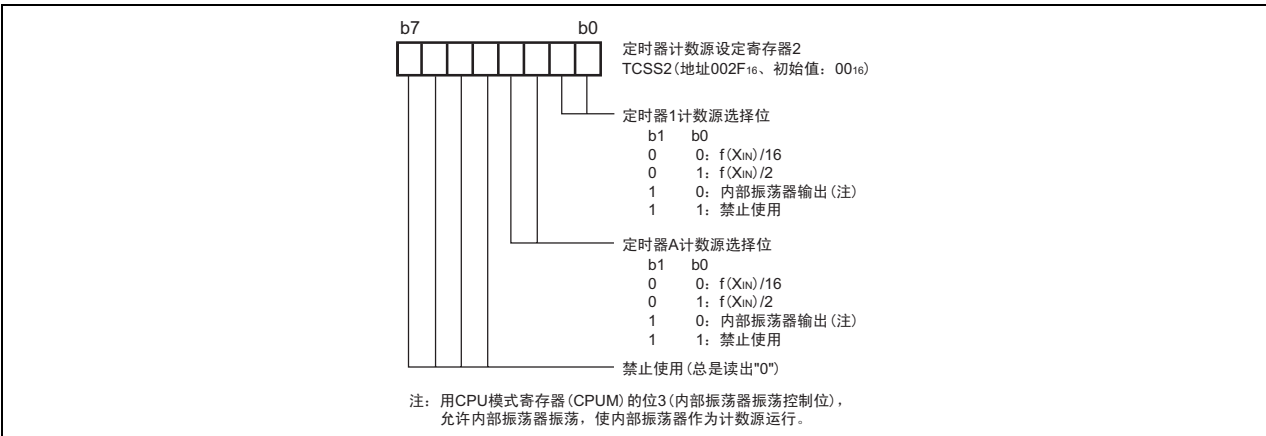 b7 b0
定时器计数源设定寄存器2
TCSS2(地址002F16、初始值：0016)
定时器1计数源选择位
b1 b0
0 0：f(XIN)/16
0 1：f(XIN)/2
1 0：内部振荡器输出(注)
1 1：禁止使用
定时器A计数源选择位
b1 b0
0 0：f(XIN)/16
0 1：f(XIN)/2
1 0：内部振荡器输出(注)
1 1：禁止使用
禁止使用(总是读出"0")
注：用CPU模式寄存器(CPUM)的位3(内部振荡器振荡控制位)，
允许内部振荡器振荡，使内部振荡器作为计数源运行。